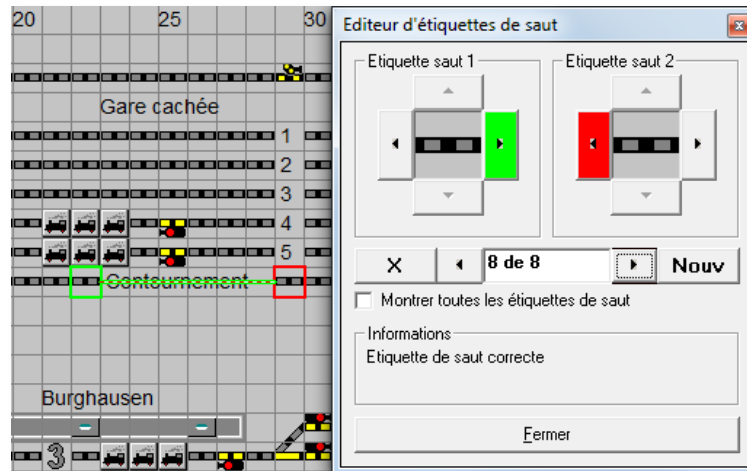 20 25 30
Gare cachée
1
2
3
4
5
Contournement
Burghausen
3
Editeur d'étiquettes de saut
Etiquette saut 1
Etiquette saut 2
X
8 de 8
Nouv
Montrer toutes les étiquettes de saut
Informations
Etiquette de saut correcte
Fermer